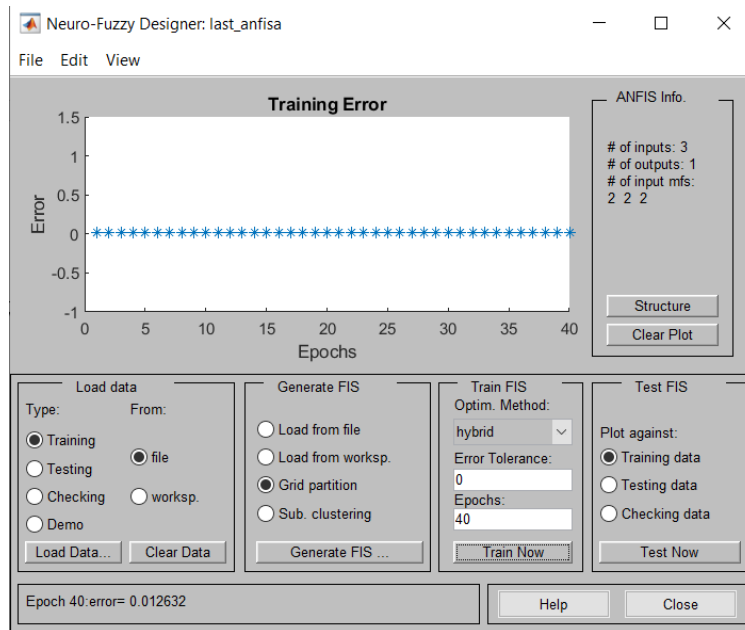 Neuro-Fuzzy Designer: last_anfisa
File Edit View
Training Error
1.5
1
0.5
0
-0.5
-1
Error
0 5 10 15 20 25 30 35 40
Epochs
ANFIS Info.
# of inputs: 3
# of outputs: 1
# of input mfs:
2 2 2
Structure
Clear Plot
Load data
Type: From:
Training
file
Testing
Checking
worksp.
Demo
Load Data... Clear Data
Generate FIS
Load from file
Load from worksp.
Grid partition
Sub. clustering
Generate FIS ...
Train FIS
Optim. Method:
hybrid
Error Tolerance:
0
Epochs:
40
Train Now
Test FIS
Plot against:
Training data
Testing data
Checking data
Test Now
Epoch 40:error= 0.012632
Help Close